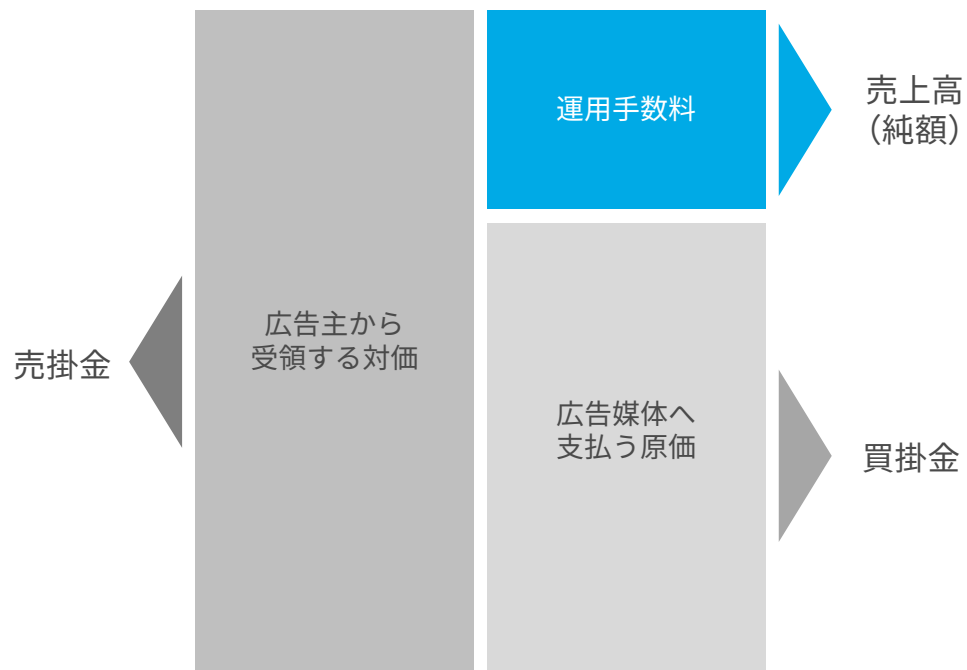 売掛金
広告主から
受領する対価
運用手数料
売上高
（純額）
広告媒体へ
支払う原価
買掛金